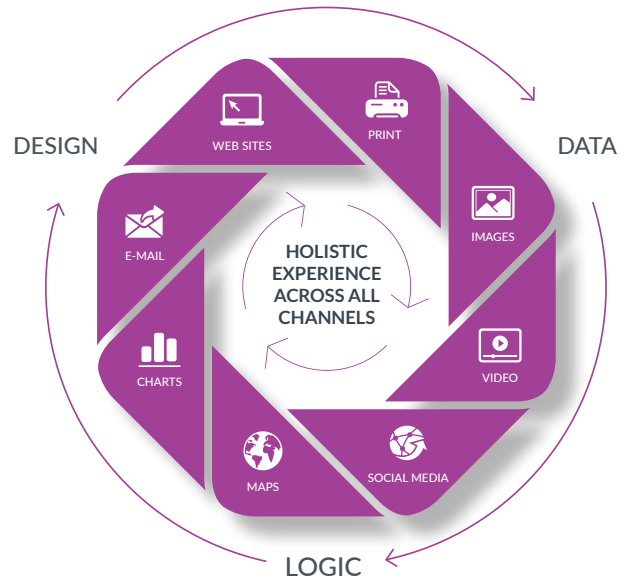 DESIGN
DATA
WEB SITES
PRINT
IMAGES
E-MAIL
HOLISTIC
EXPERIENCE
ACROSS ALL
CHANNELS
VIDEO
CHARTS
SOCIAL MEDIA
MAPS
LOGIC